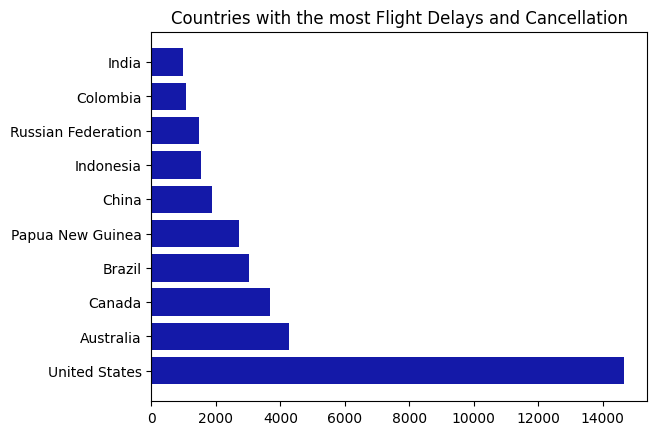 Countries with the most Flight Delays and Cancellation
India
Colombia
Russian Federation
Indonesia
China
Papua New Guinea
Brazil
Canada
Australia
United States
0 2000 4000 6000 8000 10000 12000 14000